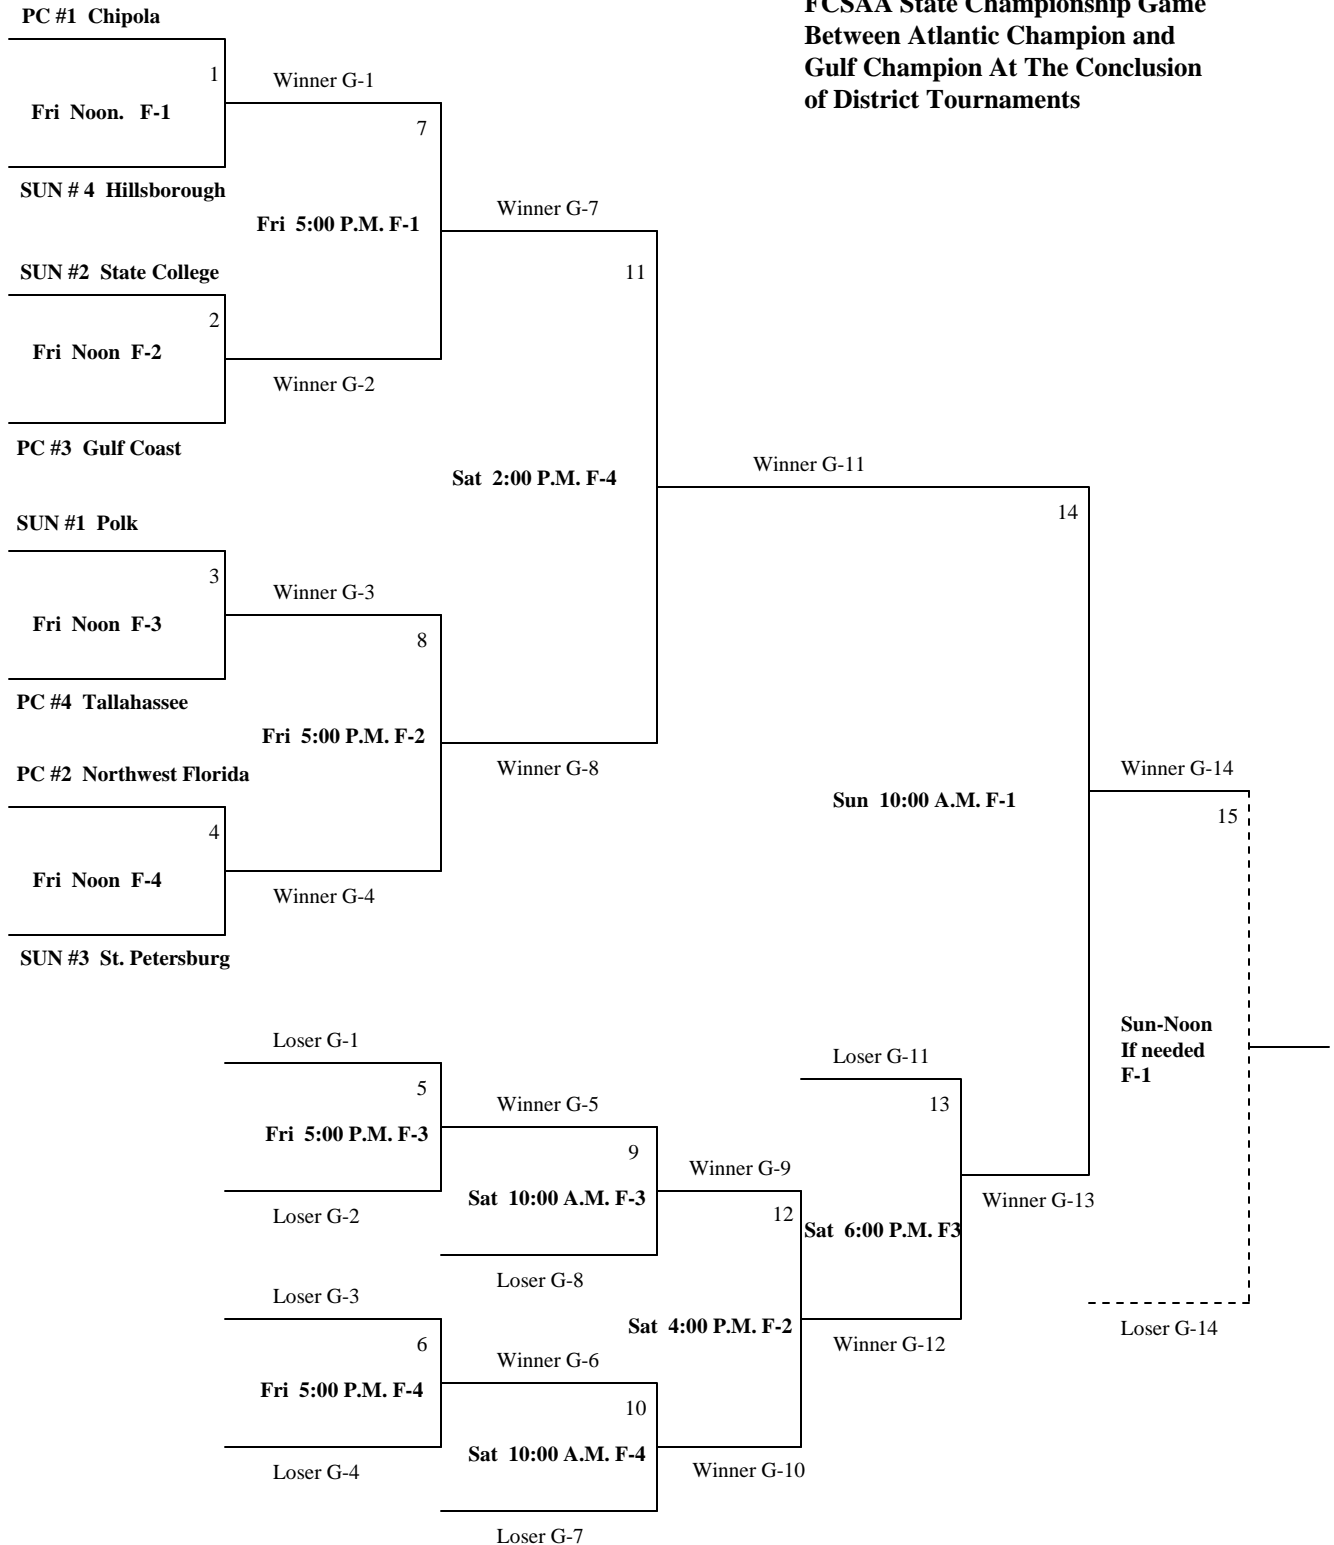 PC #1 Chipola
FCSAA State Championship Game
Between Atlantic Champion and
Gulf Champion At The Conclusion
of District Tournaments
1
Fri Noon. F-1
SUN # 4 Hillsborough
Winner G-1
7
Fri 5:00 P.M. F-1
SUN #2 State College
2
Fri Noon F-2
Winner G-2
PC #3 Gulf Coast
Winner G-7
11
Sat 2:00 P.M. F-4
SUN #1 Polk
3
Fri Noon F-3
PC #4 Tallahassee
Winner G-3
8
Fri 5:00 P.M. F-2
PC #2 Northwest Florida
4
Fri Noon F-4
Winner G-4
SUN #3 St. Petersburg
Winner G-8
Winner G-11
14
Sun 10:00 A.M. F-1
Winner G-14
15
Sun-Noon
If needed
F-1
Loser G-14
Loser G-1
5
Fri 5:00 P.M. F-3
Loser G-2
Winner G-5
9
Sat 10:00 A.M. F-3
Loser G-8
Loser G-3
6
Fri 5:00 P.M. F-4
Loser G-4
Winner G-6
10
Sat 10:00 A.M. F-4
Loser G-7
Winner G-9
12
Sat 4:00 P.M. F-2
Winner G-10
Loser G-11
13
Sat 6:00 P.M. F3
Winner G-12
Winner G-13